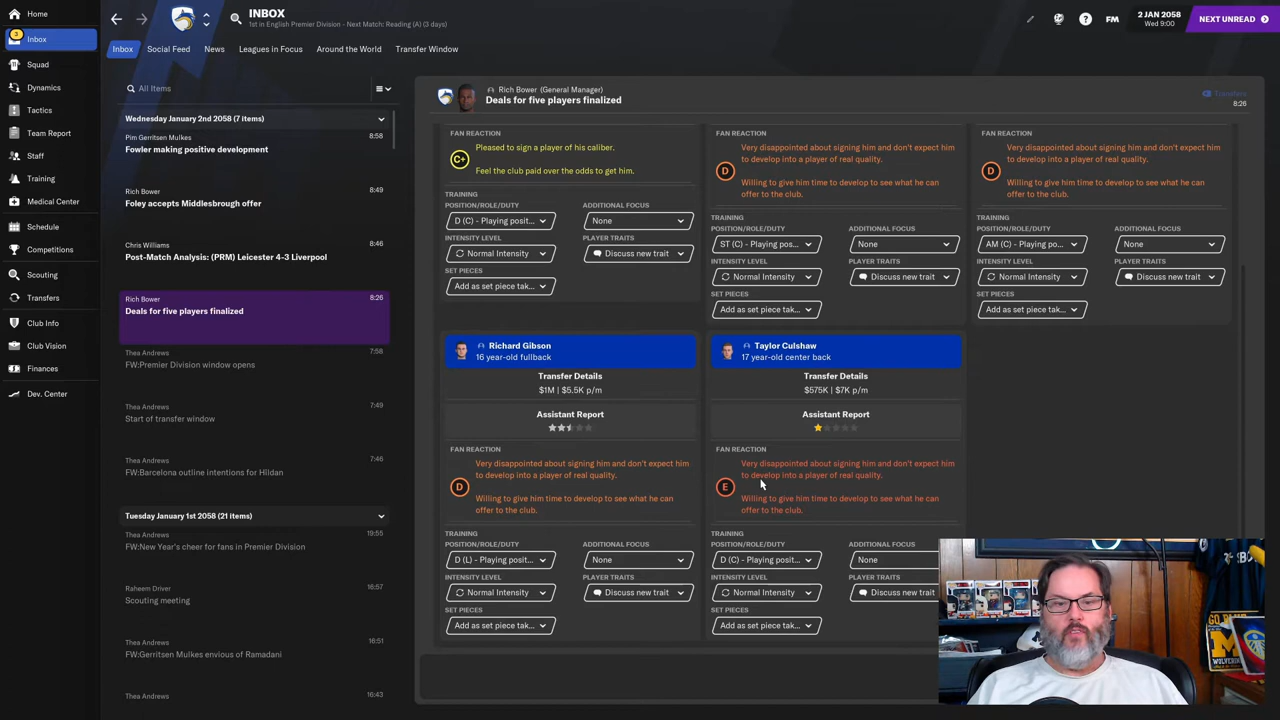 Home
3
Inbox
Squad
Dynamics
Tactics
Team Report
Staff
Training
Medical Center
Schedule
Competitions
Scouting
Transfers
Club Info
Club Vision
Finances
Dev. Center
INBOX
1st in English Premier Division - Next Match: Reading (A) (3 days)
FM
2 JAN 2058
Wed 9:00
NEXT UNREAD
Inbox
Social Feed
News
Leagues in Focus
Around the World
Transfer Window
All Items
Wednesday January 2nd 2058 (7 items)
Pim Gerritsen Mulkes 8:58
Fowler making positive development
Rich Bower 8:49
Foley accepts Middlesbrough offer
Chris Williams 8:46
Post-Match Analysis: (PRM) Leicester 4-3 Liverpool
Rich Bower 8:26
Deals for five players finalized
Thea Andrews 7:58
FW:Premier Division window opens
Thea Andrews 7:49
Start of transfer window
Thea Andrews 7:46
FW:Barcelona outline intentions for Hildan
Tuesday January 1st 2058 (21 items)
Thea Andrews 19:55
FW:New Year's cheer for fans in Premier Division
Raheem Driver 16:57
Scouting meeting
Thea Andrews 16:51
FW:Gerritsen Mulkes envious of Ramadani
Thea Andrews 16:43
Rich Bower (General Manager)
Deals for five players finalized
Transfers
8:26
FAN REACTION
C+
Pleased to sign a player of his caliber.
Feel the club paid over the odds to get him.
TRAINING
POSITION/ROLE/DUTY ADDITIONAL FOCUS
D (C) - Playing posit... None
INTENSITY LEVEL PLAYER TRAITS
Normal Intensity Discuss new trait
SET PIECES
Add as set piece tak...
FAN REACTION
D
Very disappointed about signing him and don't expect him
to develop into a player of real quality.
Willing to give him time to develop to see what he can
offer to the club.
TRAINING
POSITION/ROLE/DUTY ADDITIONAL FOCUS
ST (C) - Playing pos... None
INTENSITY LEVEL PLAYER TRAITS
Normal Intensity Discuss new trait
SET PIECES
Add as set piece tak...
FAN REACTION
D
Very disappointed about signing him and don't expect him
to develop into a player of real quality.
Willing to give him time to develop to see what he can
offer to the club.
TRAINING
POSITION/ROLE/DUTY ADDITIONAL FOCUS
AM (C) - Playing po... None
INTENSITY LEVEL PLAYER TRAITS
Normal Intensity Discuss new trait
SET PIECES
Add as set piece tak...
Richard Gibson
16 year-old fullback
Transfer Details
$1M | $5.5K p/m
Assistant Report
FAN REACTION
D
Very disappointed about signing him and don't expect him
to develop into a player of real quality.
Willing to give him time to develop to see what he can
offer to the club.
TRAINING
POSITION/ROLE/DUTY ADDITIONAL FOCUS
D (L) - Playing posit... None
INTENSITY LEVEL PLAYER TRAITS
Normal Intensity Discuss new trait
SET PIECES
Add as set piece tak...
Taylor Culshaw
17 year-old center back
Transfer Details
$575K | $7K p/m
Assistant Report
FAN REACTION
E
Very disappointed about signing him and don't expect him
to develop into a player of real quality.
Willing to give him time to develop to see what he can
offer to the club.
TRAINING
POSITION/ROLE/DUTY ADDITIONAL FOCUS
D (C) - Playing posit... None
INTENSITY LEVEL PLAYER TRAITS
Normal Intensity Discuss new trait
SET PIECES
Add as set piece tak...